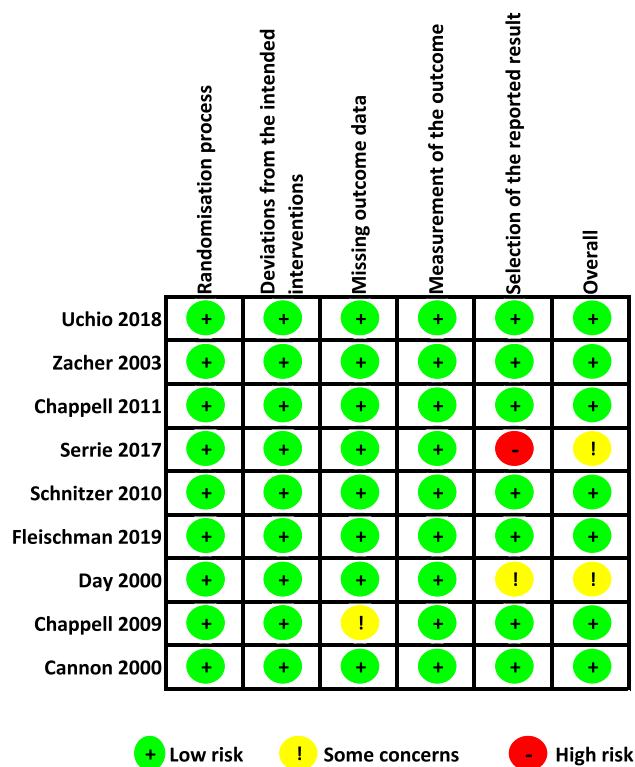 Randomisation process
Deviations from the intended
interventions
Missing outcome data
Measurement of the outcome
Selection of the reported result
Overall
Uchio 2018 + + + + + +
Zacher 2003 + + + + + +
Chappell 2011 + + + + + +
Serrie 2017 + + + + - !
Schnitzer 2010 + + + + + +
Fleischman 2019 + + + + + +
Day 2000 + + + + ! !
Chappell 2009 + + ! + + +
Cannon 2000 + + + + + +
+ Low risk ! Some concerns - High risk